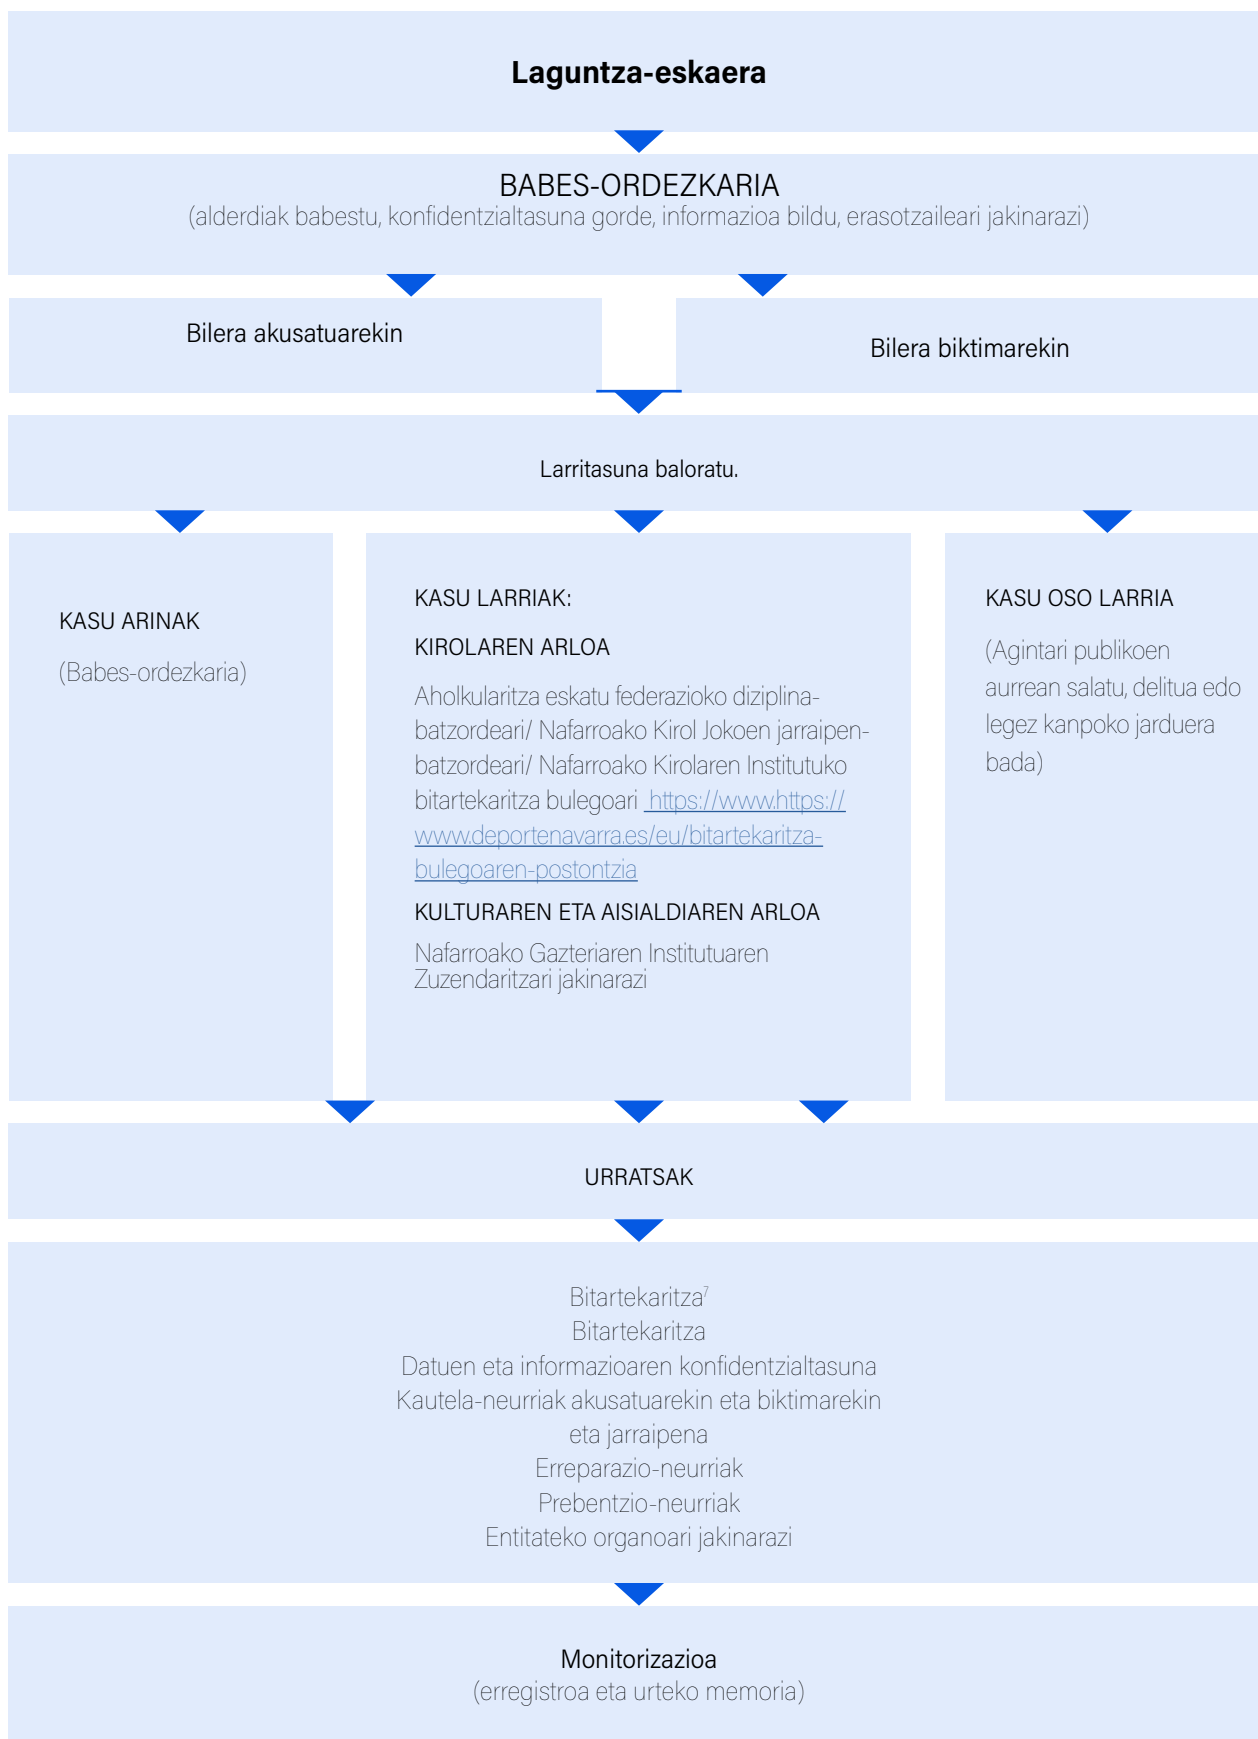 Laguntza-eskaera
BABES-ORDEZKARIA
(alderdiak babestu, konfidentzialtasuna gorde, informazioa bildu, erasotzaileari jakinarazi)
Bilera akusatuarekin
Bilera biktimarekin
Larritasuna baloratu.
KASU ARINAK
(Babes-ordezkaria)
KASU LARRIAK:
KIROLAREN ARLOA
Aholkularitza eskatu federazioko diziplina-
batzordeari/ Nafarroako Kirol Jokoen jarraipen-
batzordeari/ Nafarroako Kirolaren Institutuko
bitartekaritza bulegoari https://www.https://
www.deportenavarra.es/eu/bitartekaritza-
bulegoaren-postontzia
KULTURAREN ETA AISIALDIAREN ARLOA
Nafarroako Gazteriaren Institutuaren
Zuzendaritzari jakinarazi
KASU OSO LARRIA
(Agintari publikoen
aurrean salatu, delitua edo
legez kanpoko jarduera
bada)
URRATSAK
Bitartekaritza⁷
Bitartekaritza
Datuen eta informazioaren konfidentzialtasuna
Kautela-neurriak akusatuarekin eta biktimarekin
eta jarraipena
Erreparazio-neurriak
Prebentzio-neurriak
Entitateko organoari jakinarazi
Monitorizazioa
(erregistroa eta urteko memoria)